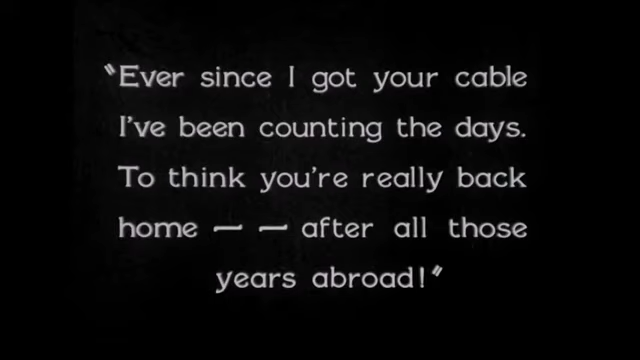 "Ever since I got your cable
I've been counting the days.
To think you're really back
home — — after all those
years abroad!"